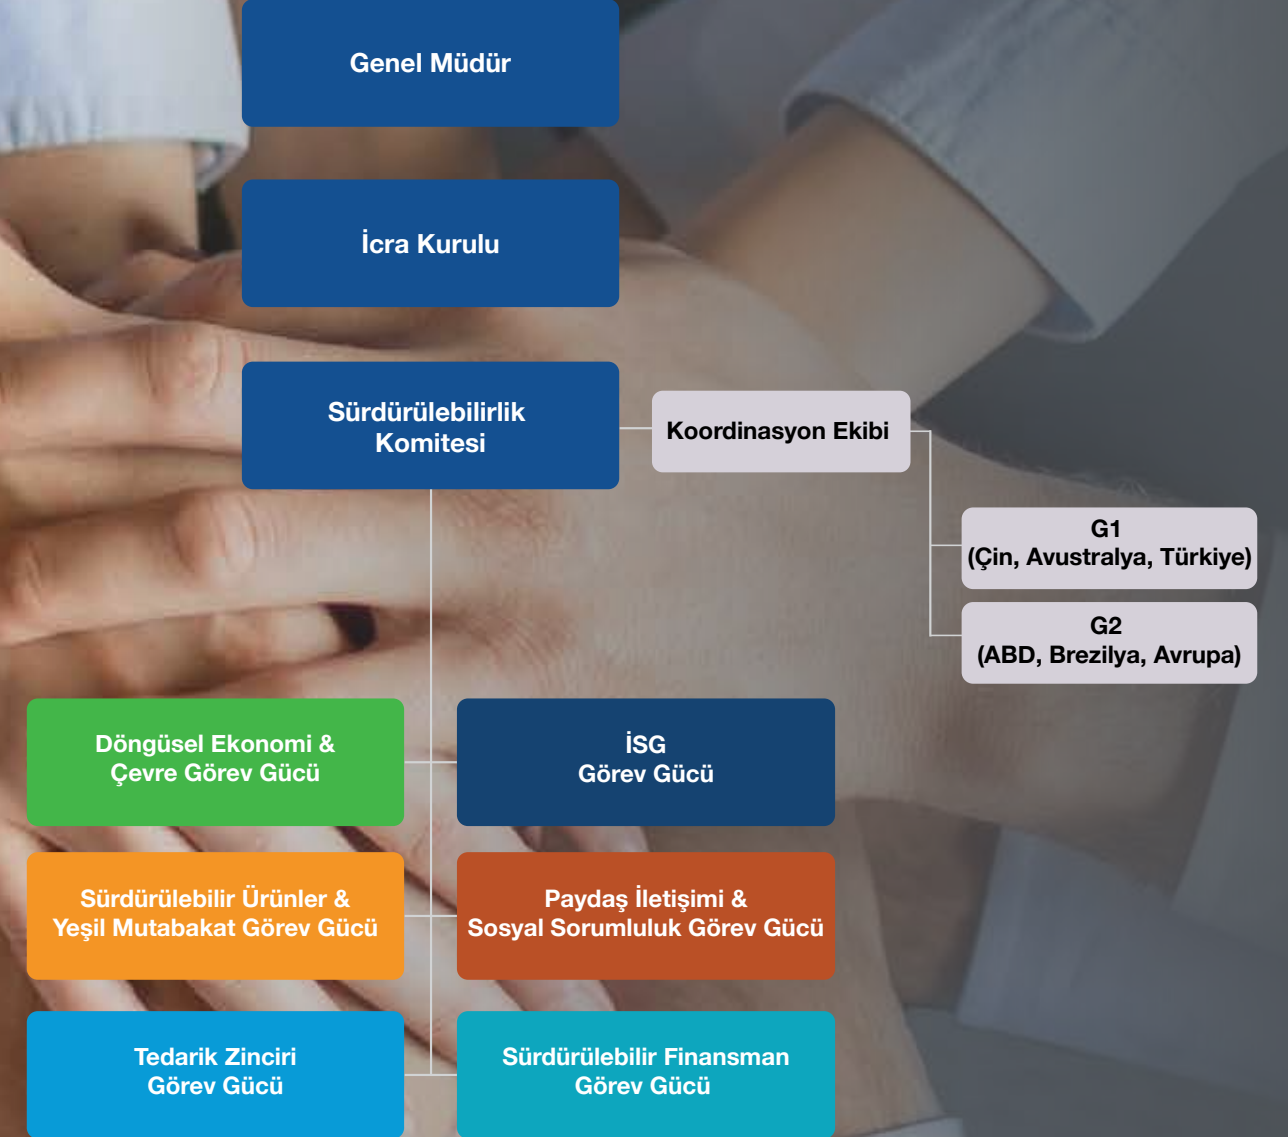 Genel Müdür
İcra Kurulu
Sürdürülebilirlik
Komitesi
Koordinasyon Ekibi
G1
(Çin, Avustralya, Türkiye)
G2
(ABD, Brezilya, Avrupa)
Döngüsel Ekonomi &
Çevre Görev Gücü
İSG
Görev Gücü
Sürdürülebilir Ürünler &
Yeşil Mutabakat Görev Gücü
Paydaş İletişimi &
Sosyal Sorumluluk Görev Gücü
Tedarik Zinciri
Görev Gücü
Sürdürülebilir Finansman
Görev Gücü